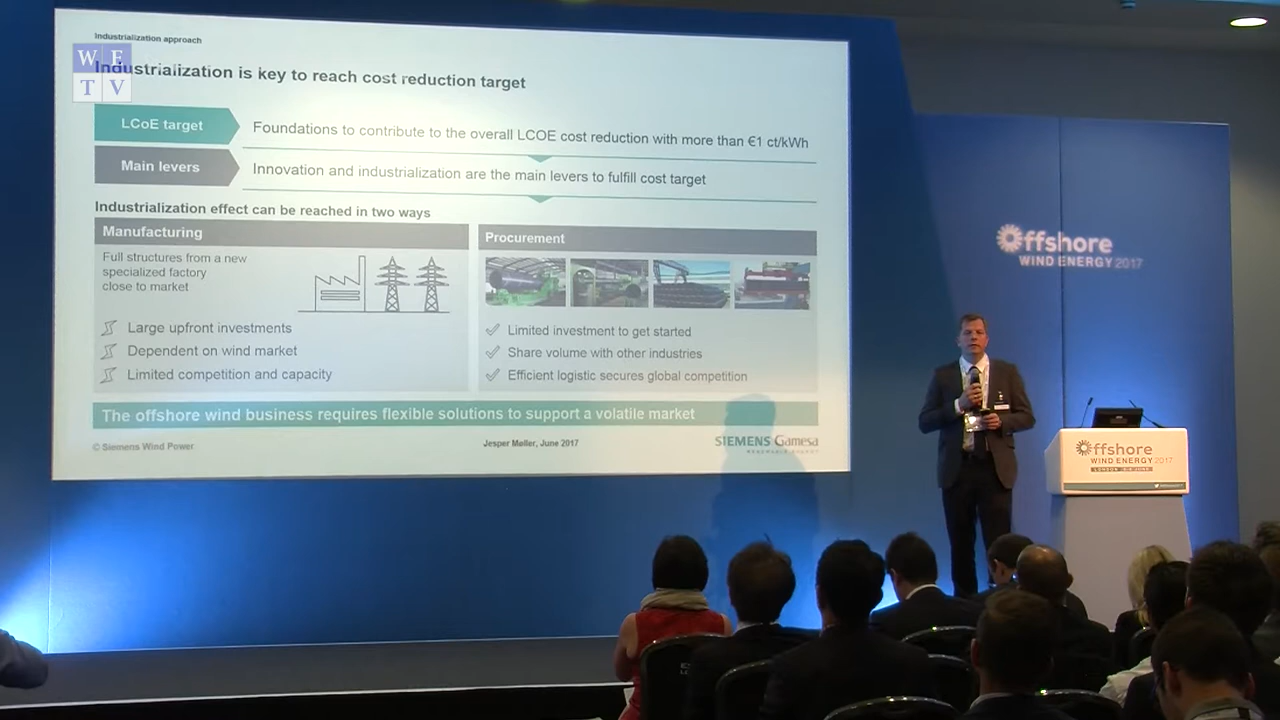 Industrialization approach
W E
T V
Industrialization is key to reach cost reduction target
LCoE target
Foundations to contribute to the overall LCOE cost reduction with more than €1 ct/kWh
Main levers
Innovation and industrialization are the main levers to fulfill cost target
Industrialization effect can be reached in two ways
Manufacturing
Full structures from a new
specialized factory
close to market
Large upfront investments
Dependent on wind market
Limited competition and capacity
Procurement
Limited investment to get started
Share volume with other industries
Efficient logistic secures global competition
The offshore wind business requires flexible solutions to support a volatile market
© Siemens Wind Power
Jesper Møller, June 2017
SIEMENS Gamesa
RENEWABLE ENERGY
Offshore
WIND ENERGY 2017
Offshore
WIND ENERGY 2017